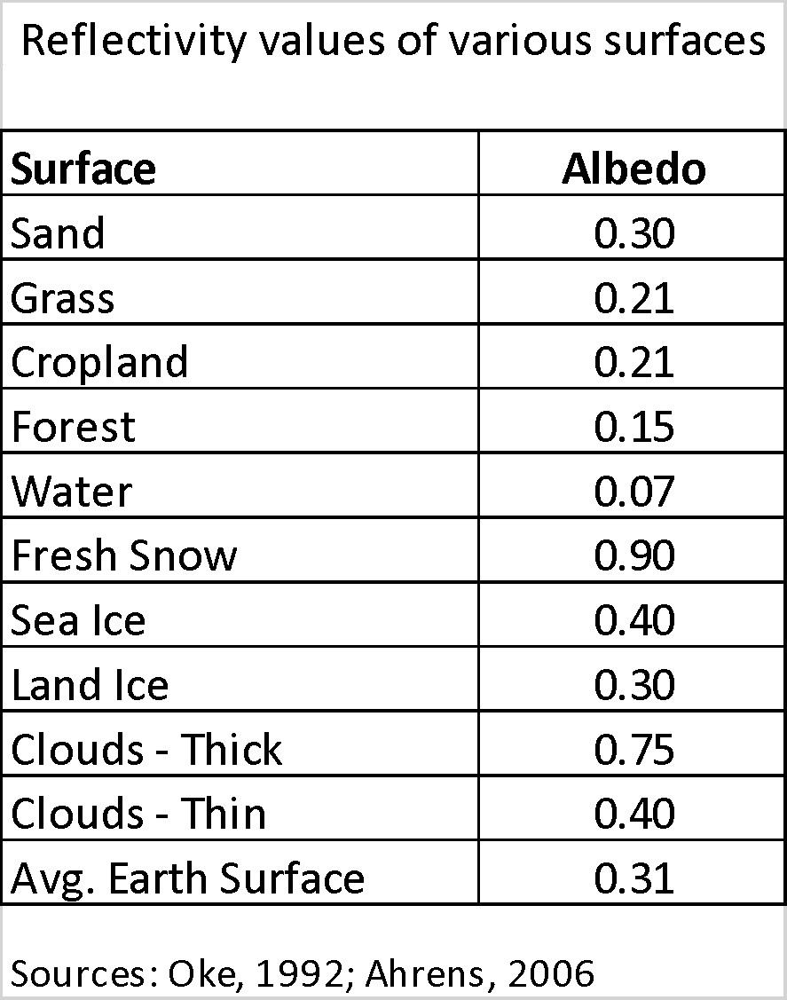 Reflectivity values of various surfaces
Surface Albedo
Sand 0.30
Grass 0.21
Cropland 0.21
Forest 0.15
Water 0.07
Fresh Snow 0.90
Sea Ice 0.40
Land Ice 0.30
Clouds - Thick 0.75
Clouds - Thin 0.40
Avg. Earth Surface 0.31
Sources: Oke, 1992; Ahrens, 2006